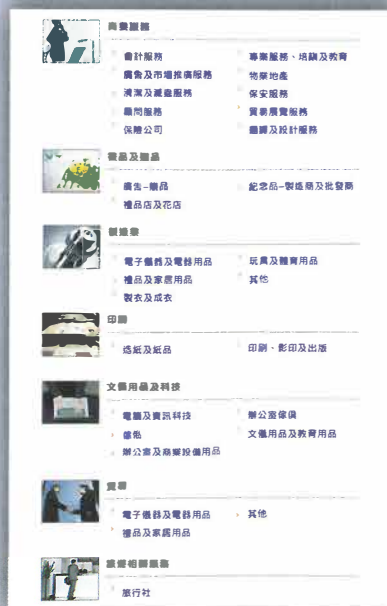 商業服務
會計服務 專業服務、培訓及教育
廣告及市場推廣服務 物業地產
清潔及滅蟲服務 保安服務
顧問服務 貿易展覽服務
保險公司 翻譯及設計服務
禮品及贈品
廣告-贈品 紀念品-製造商及批發商
禮品店及花店
製造業
電子儀器及電器用品 玩具及體育用品
禮品及家居用品 其他
製衣及成衣
印刷
造紙及紙品 印刷、影印及出版
文儀用品及科技
電腦及資訊科技 辦公室傢俱
傢俬 文儀用品及教育用品
辦公室及商業設備用品
貿易
電子儀器及電器用品 其他
禮品及家居用品
旅遊相關服務
旅行社